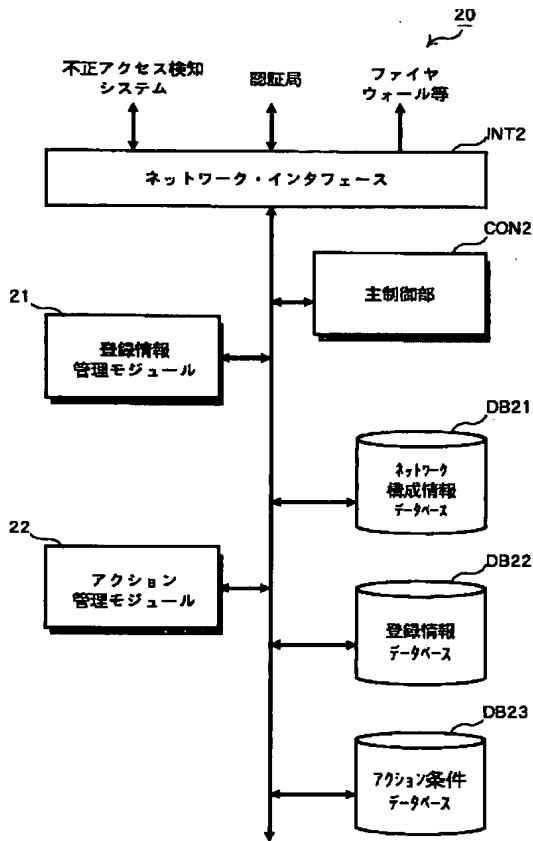 20
不正アクセス検知
システム
認証局
ファイヤ
ウォール等
INT2
ネットワーク・インタフェース
CON2
主制御部
21
登録情報
管理モジュール
DB21
ネットワーク
構成情報
データベース
22
アクション
管理モジュール
DB22
登録情報
データベース
DB23
アクション条件
データベース